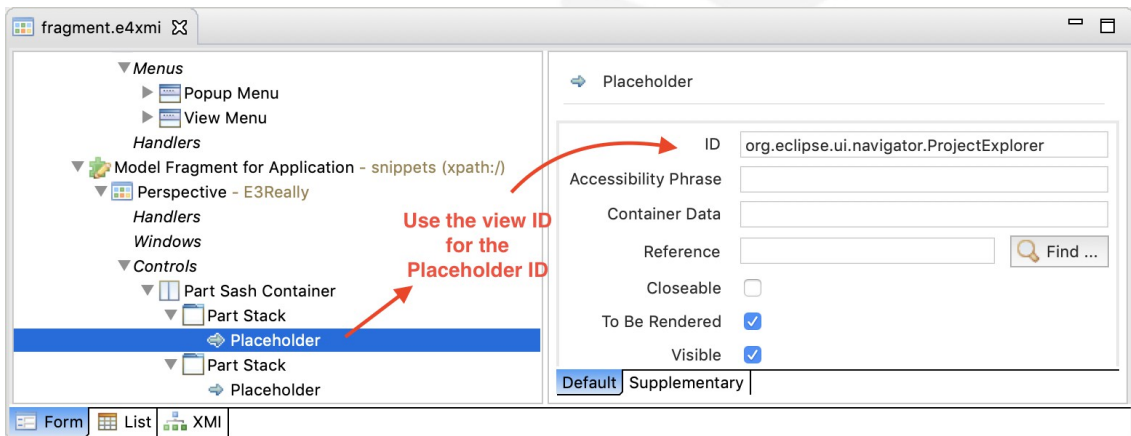 fragment.e4xmi
Menus
Popup Menu
View Menu
Handlers
Model Fragment for Application - snippets (xpath:/)
Perspective - E3Really
Handlers
Windows
Controls
Part Sash Container
Part Stack
Placeholder
Part Stack
Placeholder
Use the view ID
for the
Placeholder ID
Placeholder
ID org.eclipse.ui.navigator.ProjectExplorer
Accessibility Phrase
Container Data
Reference Find ...
Closeable
To Be Rendered
Visible
Default Supplementary
Form List XMI